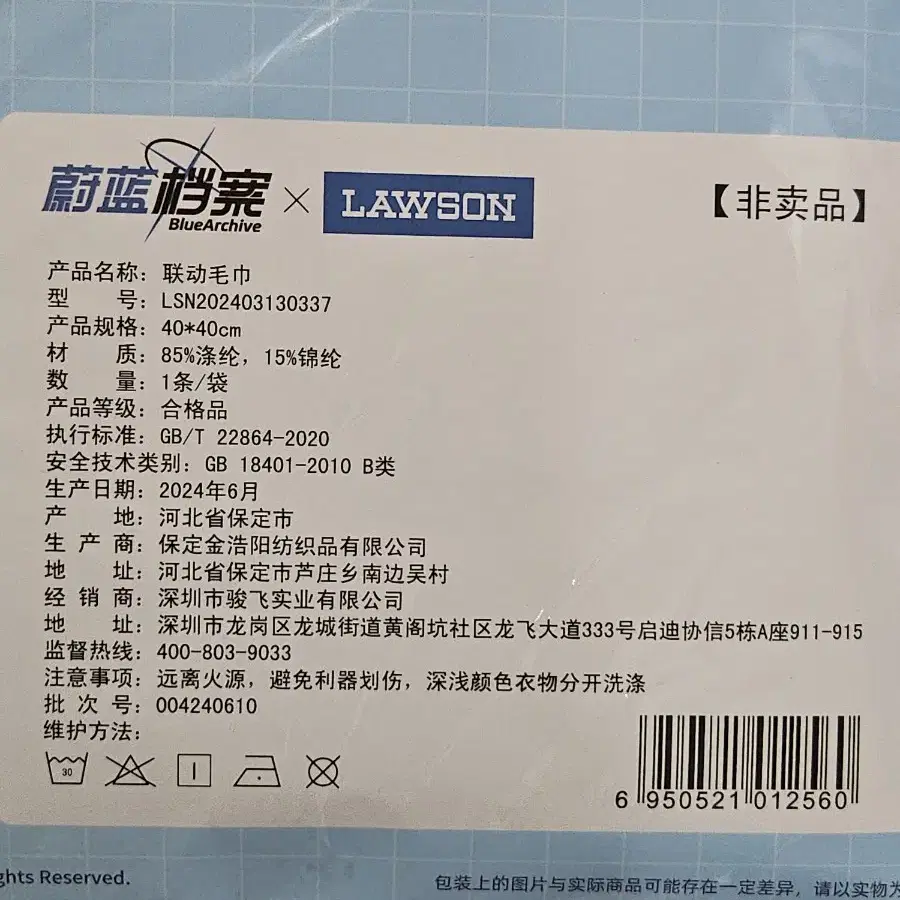 蔚蓝档案 × LAWSON 【非卖品】
BlueArchive
产品名称：联动毛巾
型 号：LSN202403130337
产品规格：40*40cm
材 质：85%涤纶，15%锦纶
数 量：1条/袋
产品等级：合格品
执行标准：GB/T 22864-2020
安全技术类别：GB 18401-2010 B类
生产日期：2024年6月
产 地：河北省保定市
生 产 商：保定金浩阳纺织品有限公司
地 址：河北省保定市芦庄乡南边吴村
经 销 商：深圳市骏飞实业有限公司
地 址：深圳市龙岗区龙城街道黄阁坑社区龙飞大道333号启迪协信5栋A座911-915
监督热线：400-803-9033
注意事项：远离火源，避免利器划伤，深浅颜色衣物分开洗涤
批 次 号：004240610
维护方法：
30
6 950521 012560
ghts Reserved.
包装上的图片与实际商品可能存在一定差异，请以实物为